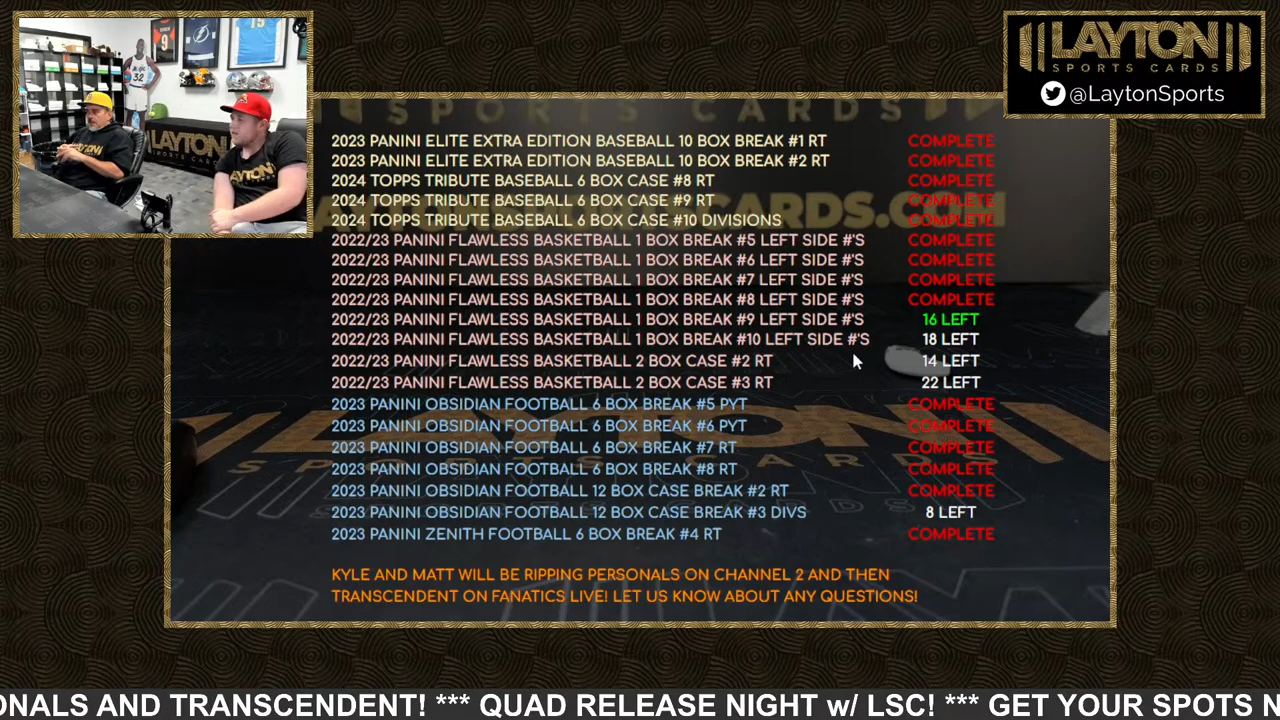 LAYTON
SPORTS CARDS
@LaytonSports
2023 PANINI ELITE EXTRA EDITION BASEBALL 10 BOX BREAK #1 RT COMPLETE
2023 PANINI ELITE EXTRA EDITION BASEBALL 10 BOX BREAK #2 RT COMPLETE
2024 TOPPS TRIBUTE BASEBALL 6 BOX CASE #8 RT COMPLETE
2024 TOPPS TRIBUTE BASEBALL 6 BOX CASE #9 RT COMPLETE
2024 TOPPS TRIBUTE BASEBALL 6 BOX CASE #10 DIVISIONS COMPLETE
2022/23 PANINI FLAWLESS BASKETBALL 1 BOX BREAK #5 LEFT SIDE #'S COMPLETE
2022/23 PANINI FLAWLESS BASKETBALL 1 BOX BREAK #6 LEFT SIDE #'S COMPLETE
2022/23 PANINI FLAWLESS BASKETBALL 1 BOX BREAK #7 LEFT SIDE #'S COMPLETE
2022/23 PANINI FLAWLESS BASKETBALL 1 BOX BREAK #8 LEFT SIDE #'S COMPLETE
2022/23 PANINI FLAWLESS BASKETBALL 1 BOX BREAK #9 LEFT SIDE #'S 16 LEFT
2022/23 PANINI FLAWLESS BASKETBALL 1 BOX BREAK #10 LEFT SIDE #'S 18 LEFT
2022/23 PANINI FLAWLESS BASKETBALL 2 BOX CASE #2 RT 14 LEFT
2022/23 PANINI FLAWLESS BASKETBALL 2 BOX CASE #3 RT 22 LEFT
2023 PANINI OBSIDIAN FOOTBALL 6 BOX BREAK #5 PYT COMPLETE
2023 PANINI OBSIDIAN FOOTBALL 6 BOX BREAK #6 PYT COMPLETE
2023 PANINI OBSIDIAN FOOTBALL 6 BOX BREAK #7 RT COMPLETE
2023 PANINI OBSIDIAN FOOTBALL 6 BOX BREAK #8 RT COMPLETE
2023 PANINI OBSIDIAN FOOTBALL 12 BOX CASE BREAK #2 RT COMPLETE
2023 PANINI OBSIDIAN FOOTBALL 12 BOX CASE BREAK #3 DIVS 8 LEFT
2023 PANINI ZENITH FOOTBALL 6 BOX BREAK #4 RT COMPLETE
KYLE AND MATT WILL BE RIPPING PERSONALS ON CHANNEL 2 AND THEN
TRANSCENDENT ON FANATICS LIVE! LET US KNOW ABOUT ANY QUESTIONS!
ONALS AND TRANSCENDENT! *** QUAD RELEASE NIGHT w/ LSC! *** GET YOUR SPOTS N